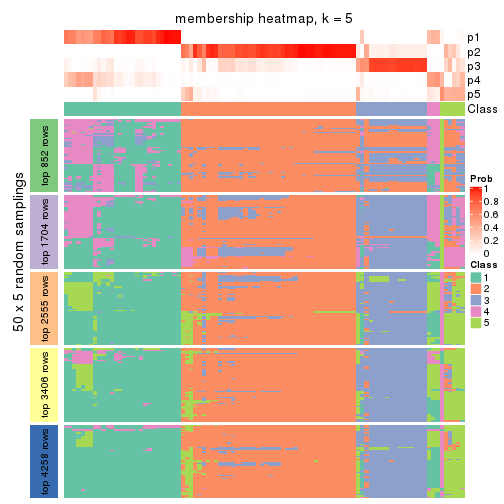 membership heatmap, k = 5
p1
p2
p3
p4
p5
Class
50 x 5 random samplings
top 852 rows
top 1704 rows
top 2555 rows
top 3406 rows
top 4258 rows
Prob
1
0.8
0.6
0.4
0.2
0
Class
1
2
3
4
5